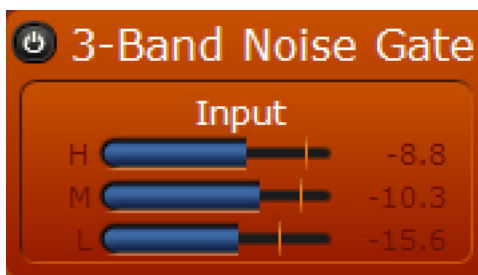 3-Band Noise Gate
Input
H -8.8
M -10.3
L -15.6